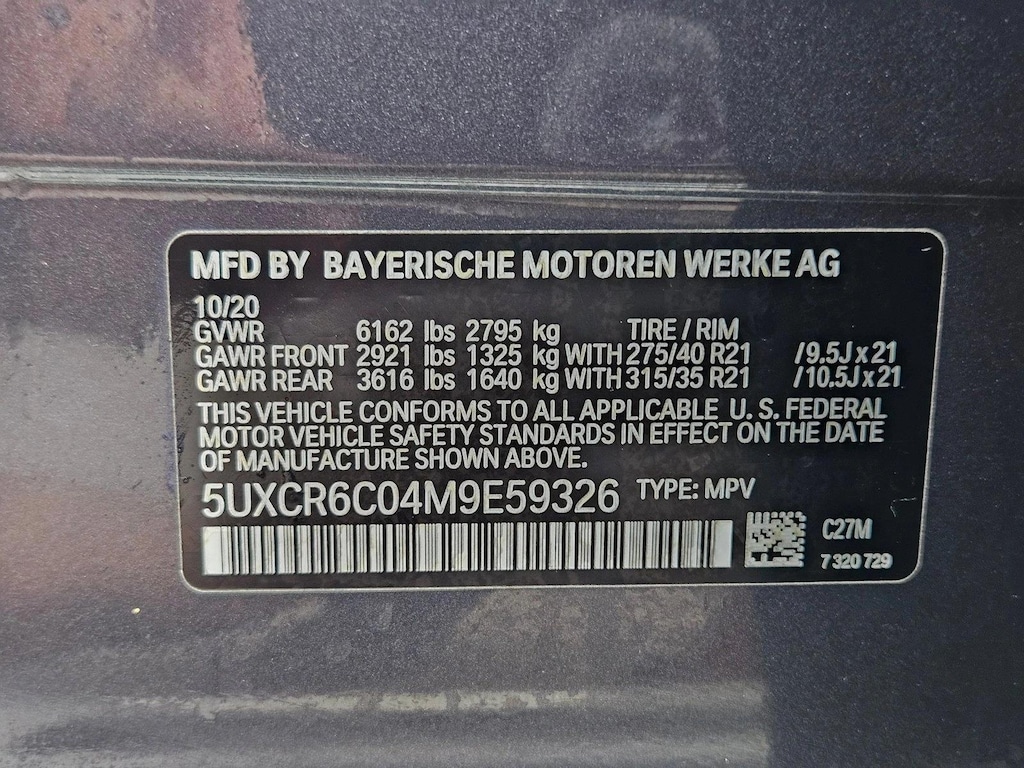 MFD BY BAYERISCHE MOTOREN WERKE AG
10/20
GVWR 6162 lbs 2795 kg TIRE / RIM
GAWR FRONT 2921 lbs 1325 kg WITH 275/40 R21 /9.5J x 21
GAWR REAR 3616 lbs 1640 kg WITH 315/35 R21 /10.5J x 21
THIS VEHICLE CONFORMS TO ALL APPLICABLE U. S. FEDERAL
MOTOR VEHICLE SAFETY STANDARDS IN EFFECT ON THE DATE
OF MANUFACTURE SHOWN ABOVE.
5UXCR6C04M9E59326 TYPE: MPV
C27M
7 320 729